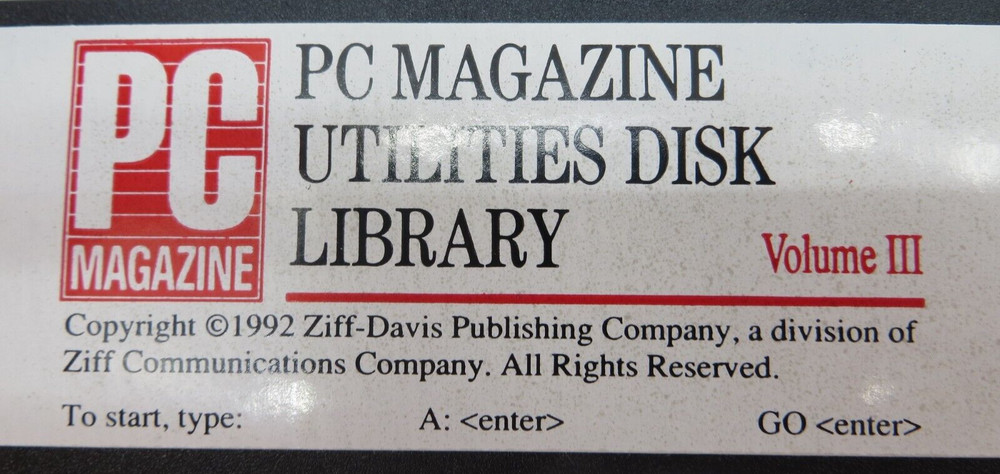 PC
MAGAZINE
PC MAGAZINE
UTILITIES DISK
LIBRARY
Volume III
Copyright ©1992 Ziff-Davis Publishing Company, a division of
Ziff Communications Company. All Rights Reserved.
To start, type: A: <enter> GO <enter>